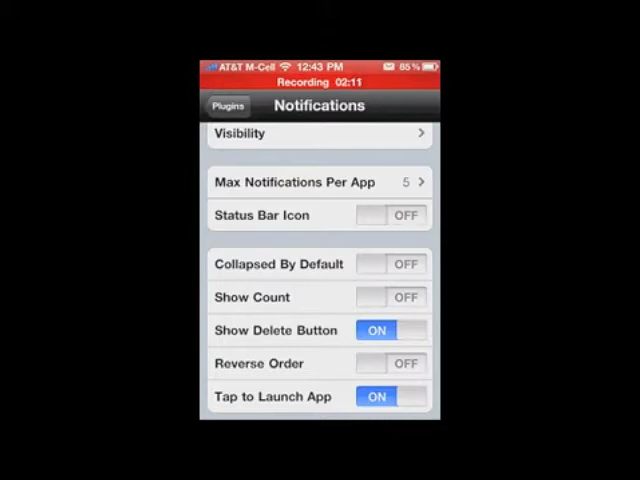 AT&T M-Cell 12:43 PM 85%
Recording 02:11
Plugins Notifications
Visibility
Max Notifications Per App 5
Status Bar Icon OFF
Collapsed By Default OFF
Show Count OFF
Show Delete Button ON
Reverse Order OFF
Tap to Launch App ON